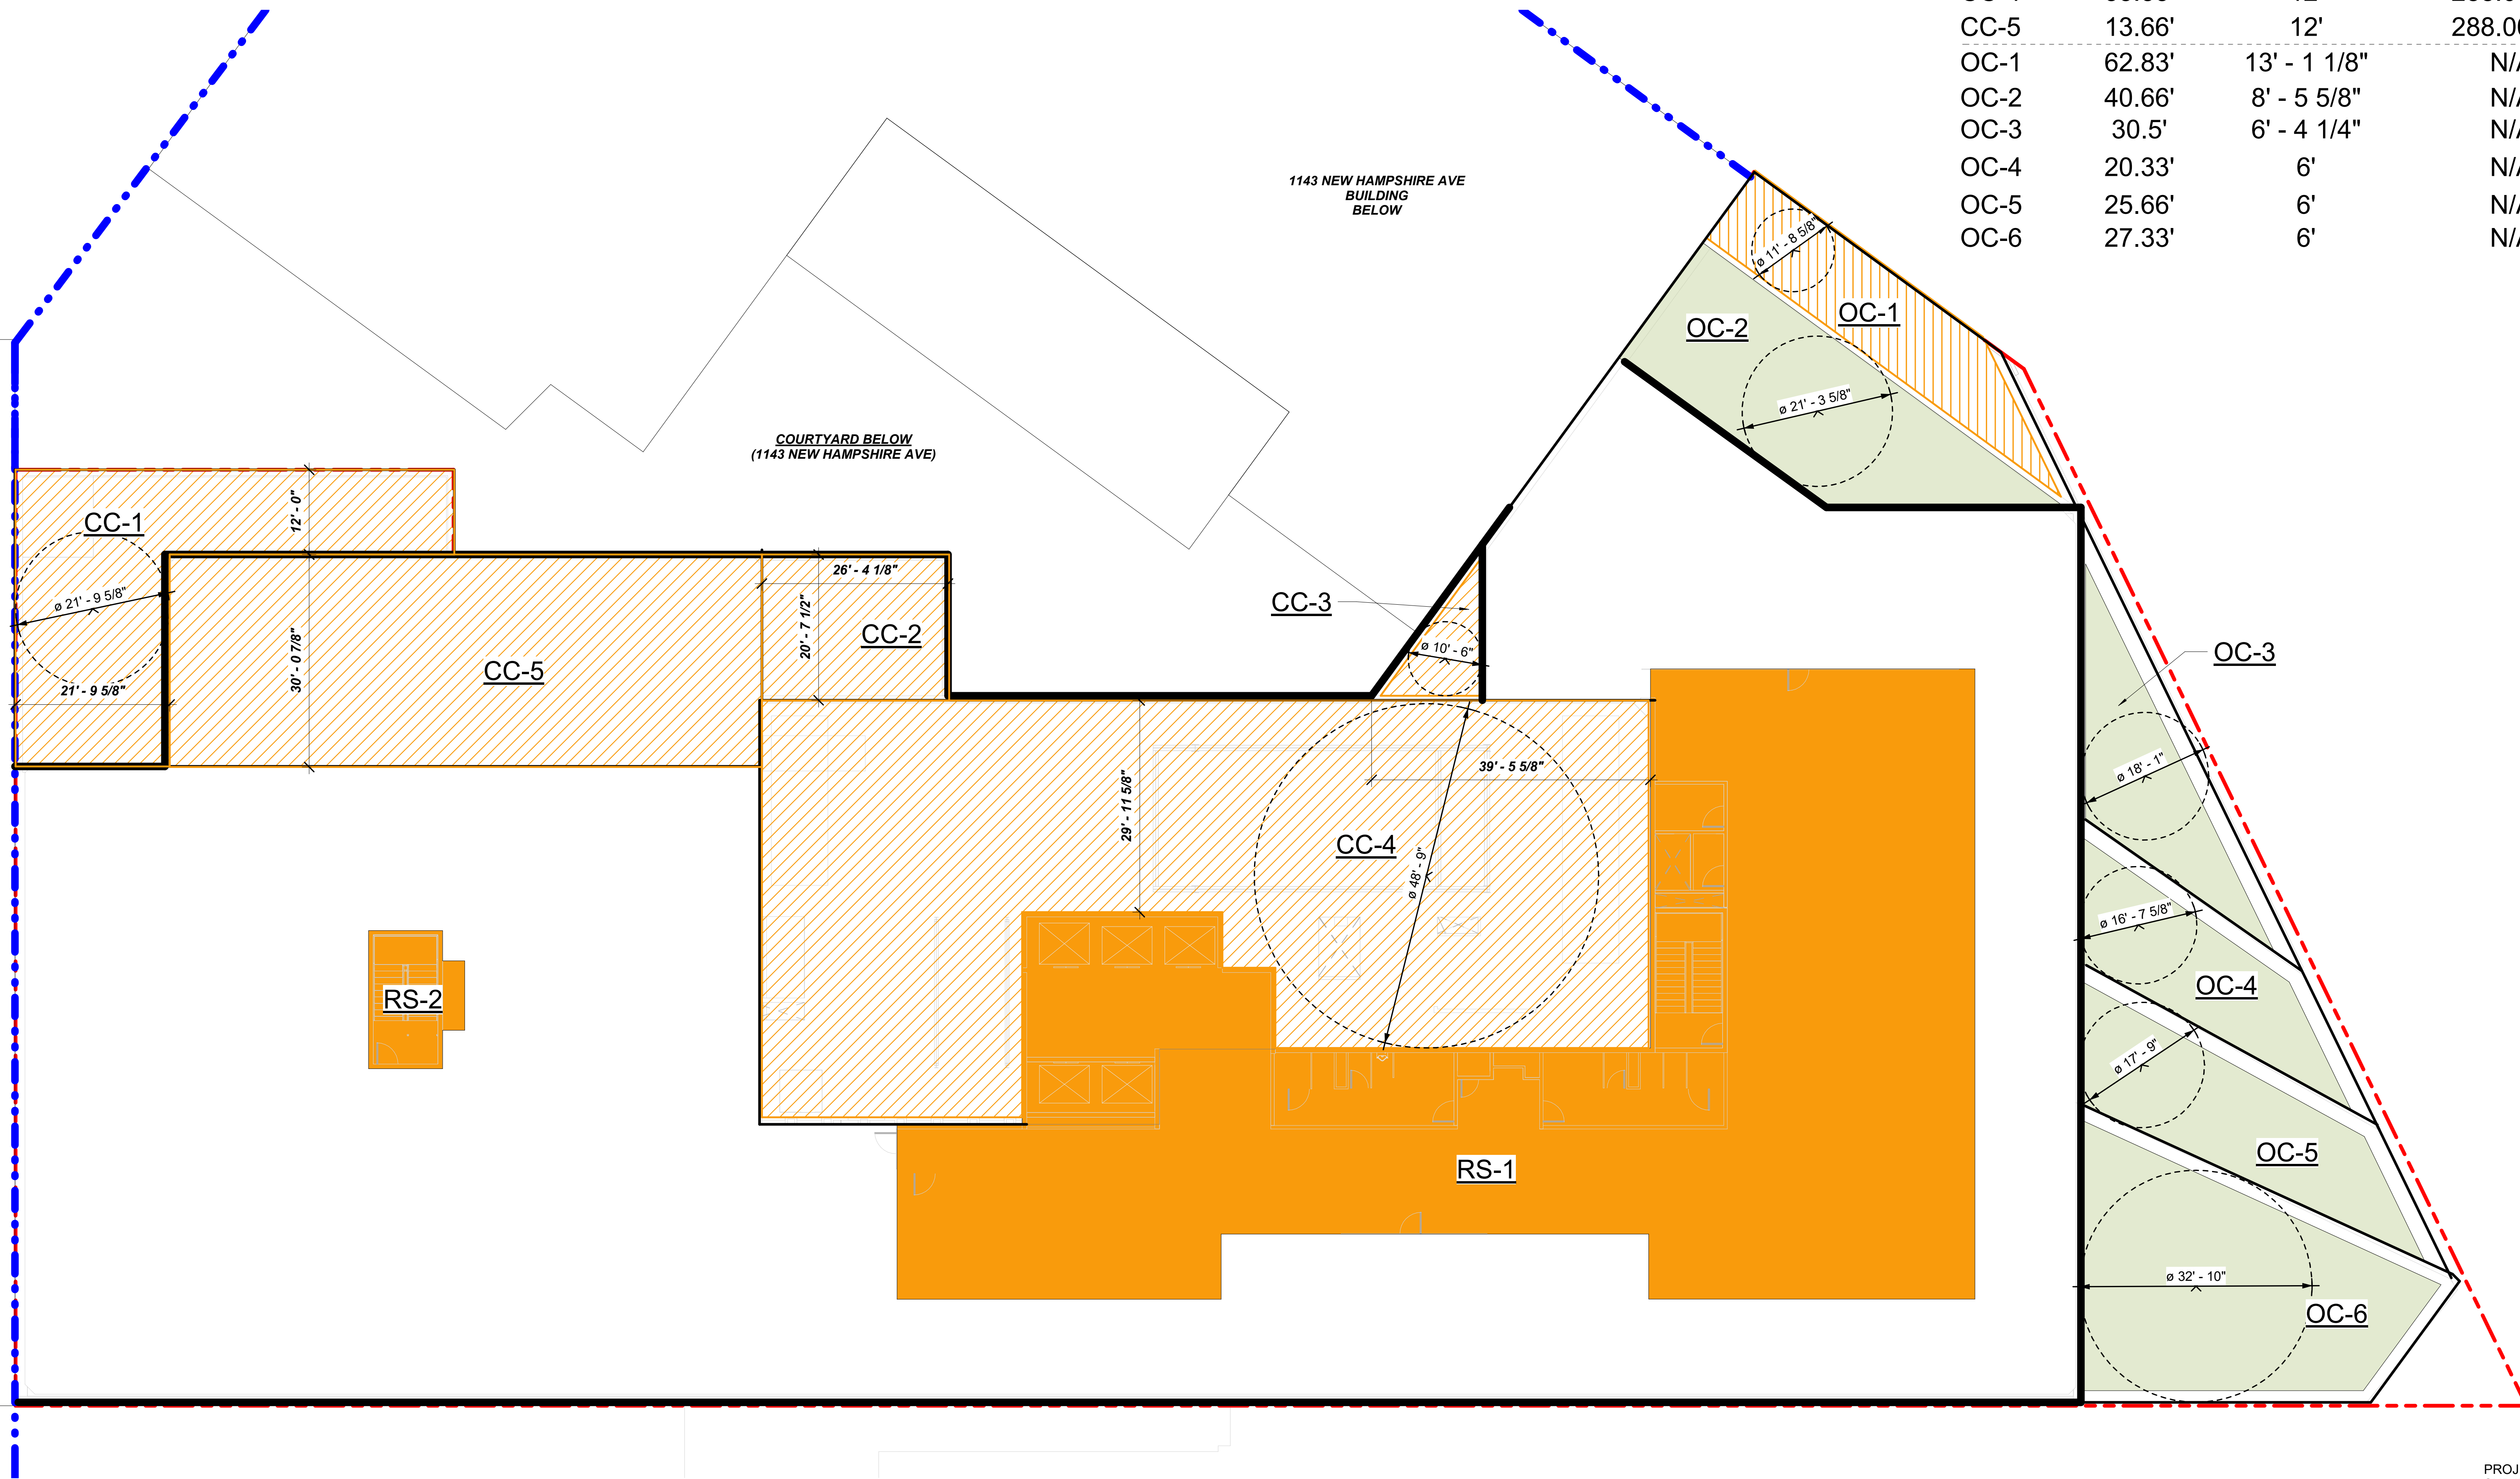 CC-5 13.66' 12'
OC-1 62.83' 13' - 1 1/8"
OC-2 40.66' 8' - 5 5/8"
OC-3 30.5' 6' - 4 1/4"
OC-4 20.33' 6'
OC-5 25.66' 6'
OC-6 27.33' 6'
1143 NEW HAMPSHIRE AVE
BUILDING
BELOW
ø 11' - 8 5/8"
OC-1
OC-2
ø 21' - 3 5/8"
COURTYARD BELOW
(1143 NEW HAMPSHIRE AVE)
12' - 0"
CC-1
26' - 4 1/8"
ø 21' - 9 5/8"
CC-3
20' - 7 1/2"
CC-2
30' - 0 7/8"
ø 10' - 6"
OC-3
CC-5
21' - 9 5/8"
39' - 5 5/8"
ø 18' - 1"
29' - 11 5/8"
CC-4
ø 48' - 9"
ø 16' - 7 5/8"
OC-4
RS-2
ø 17' - 9"
OC-5
RS-1
ø 32' - 10"
OC-6